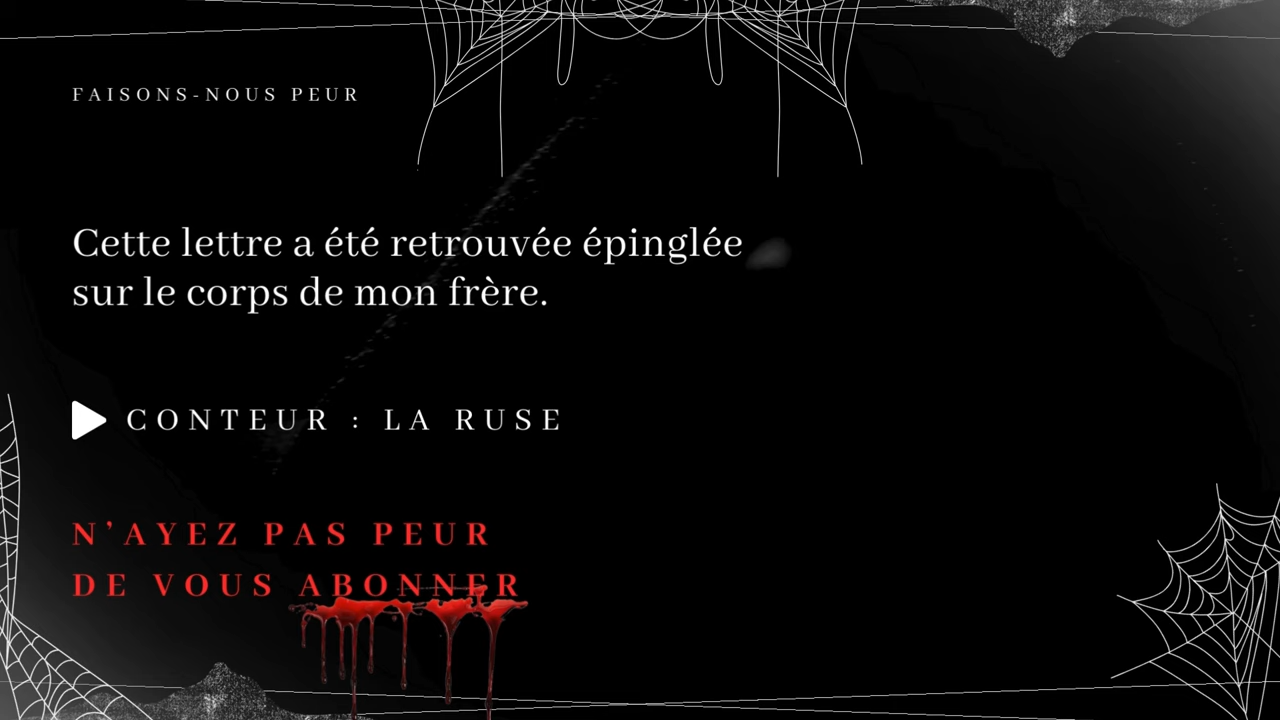 FAISONS-NOUS PEUR
Cette lettre a été retrouvée épinglée
sur le corps de mon frère.
CONTEUR : LA RUSE
N'AYEZ PAS PEUR
DE VOUS ABONNER